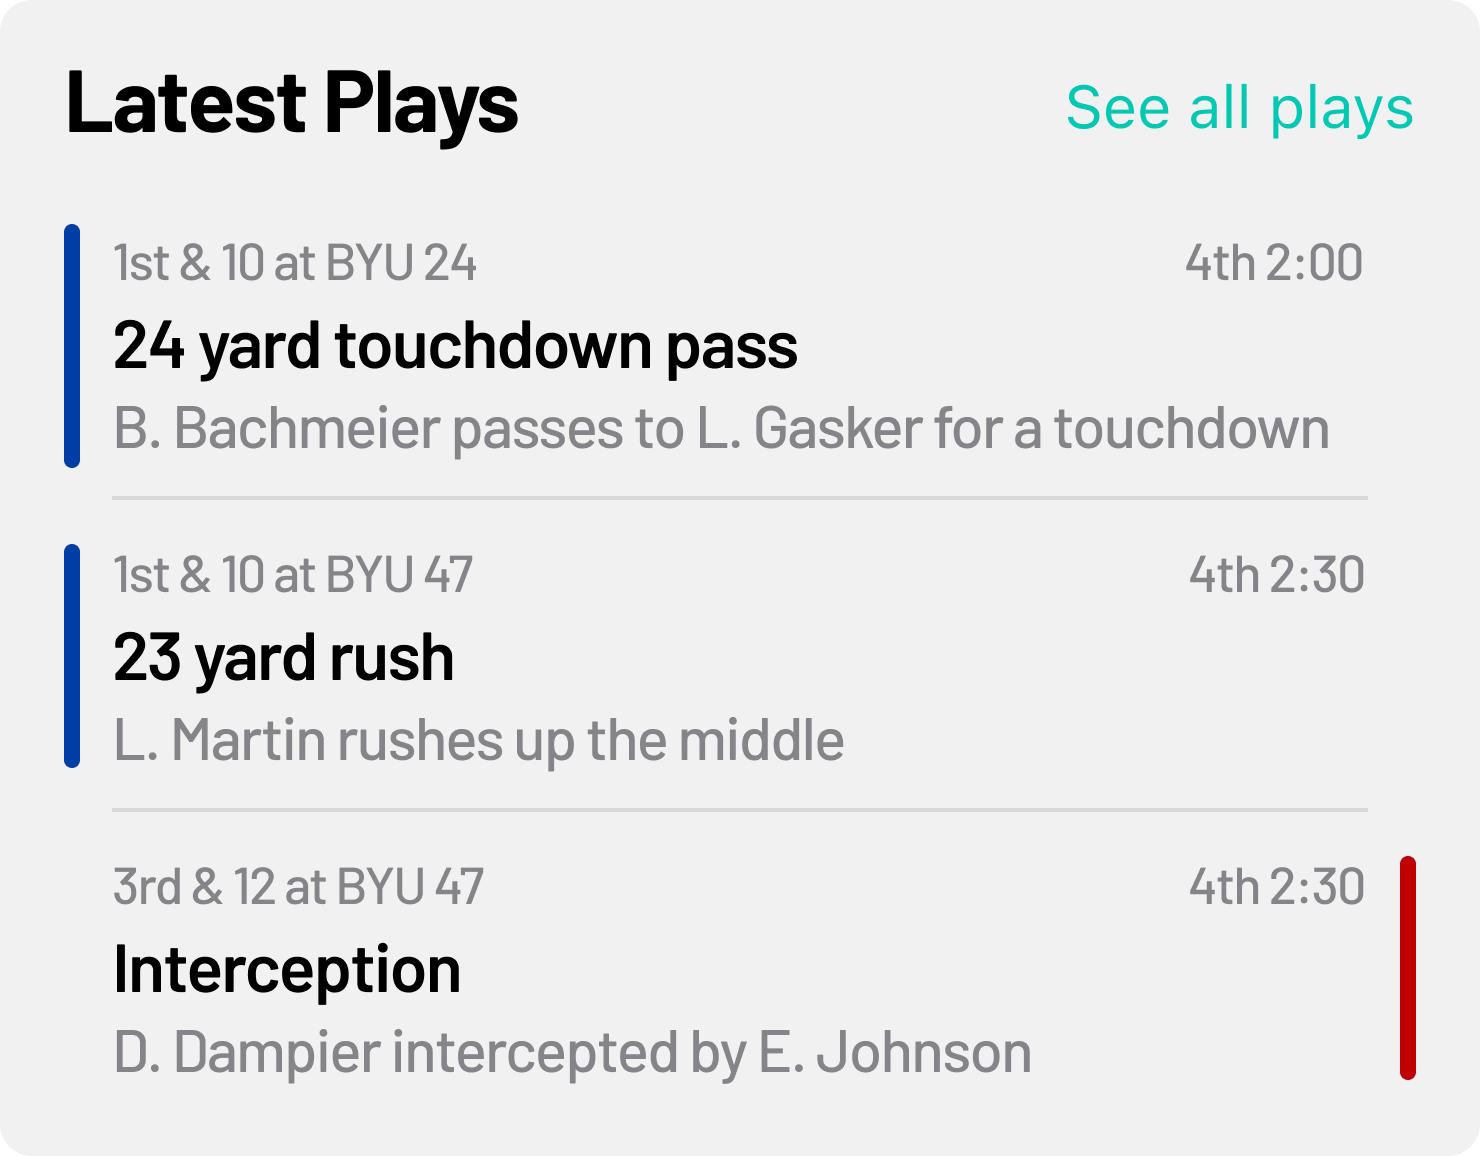 Latest Plays
See all plays
1st & 10 at BYU 24
4th 2:00
24 yard touchdown pass
B. Bachmeier passes to L. Gasker for a touchdown
1st & 10 at BYU 47
4th 2:30
23 yard rush
L. Martin rushes up the middle
3rd & 12 at BYU 47
4th 2:30
Interception
D. Dampier intercepted by E. Johnson